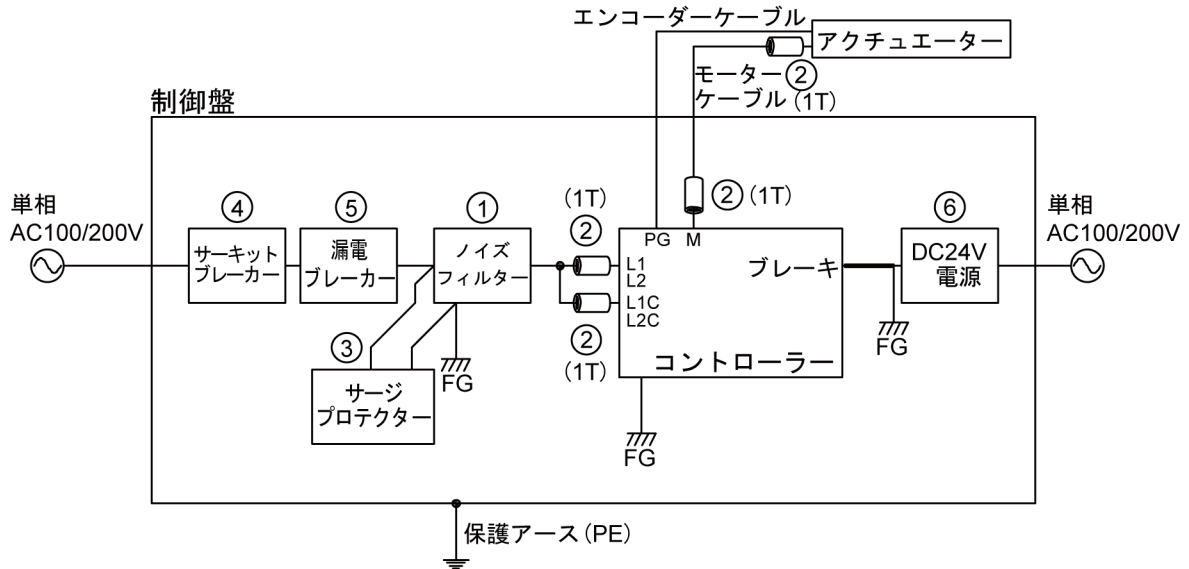 エンコーダーケーブル
アクチュエーター
モーター②
ケーブル(1T)
制御盤
単相
AC100/200V
④
サーキット
ブレーカー
⑤
漏電
ブレーカー
①
ノイズ
フィルター
(1T)
②
②(1T)
PG M
L1
L2
L1C
L2C
ブレーキ
コントローラー
②
(1T)
⑥
DC24V
電源
単相
AC100/200V
③
サージ
プロテクター
FG
FG
FG
保護アース(PE)